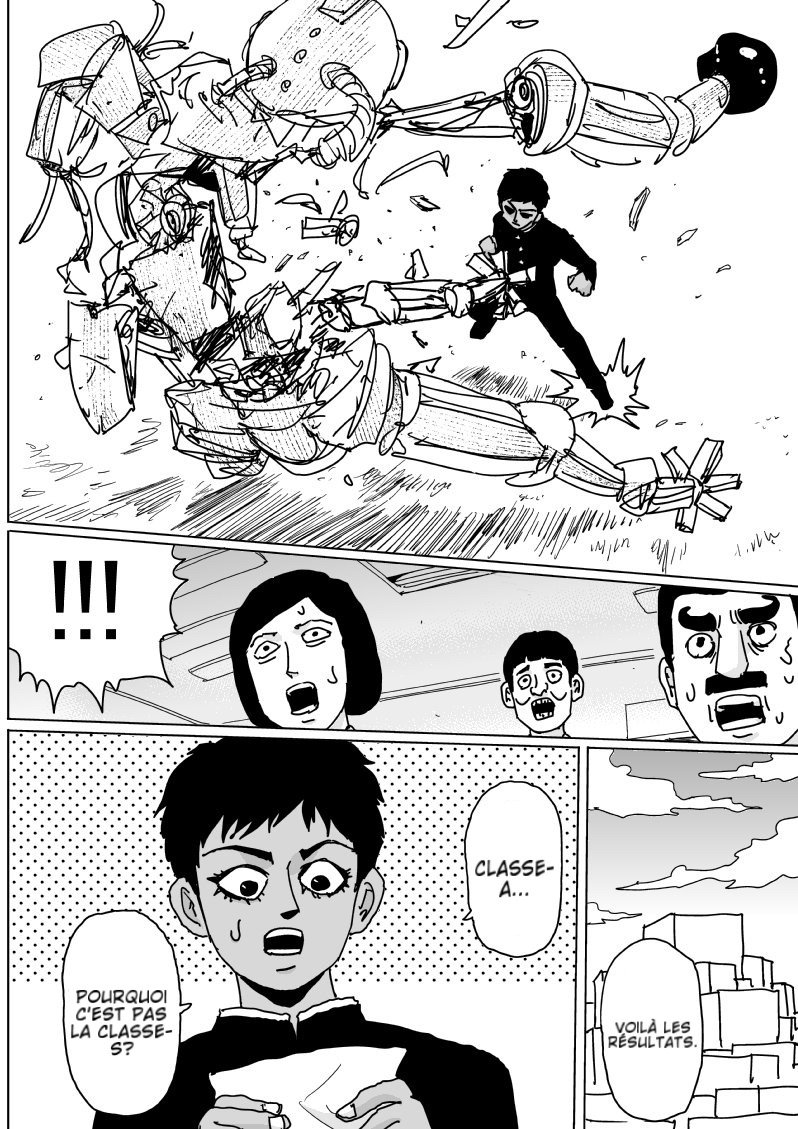 !!!
VOILÀ LES
RÉSULTATS.
CLASSE-
A...
POURQUOI
C'EST PAS
LA CLASSE-
S?